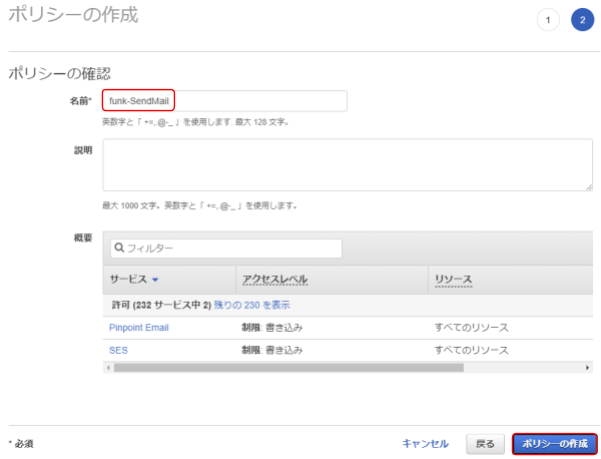 ポリシーの作成
1 2
ポリシーの確認
名前* funk-SendMail
英数字と「 +=,.@-_ 」を使用します. 最大 128 文字。
説明
最大 1000 文字。英数字と「 +=,.@-_ 」を使用します。
概要 フィルター
サービス アクセスレベル リソース
許可 (232 サービス中 2) 残りの 230 を表示
Pinpoint Email 制限: 書き込み すべてのリソース
SES 制限: 書き込み すべてのリソース
* 必須 キャンセル 戻る ポリシーの作成